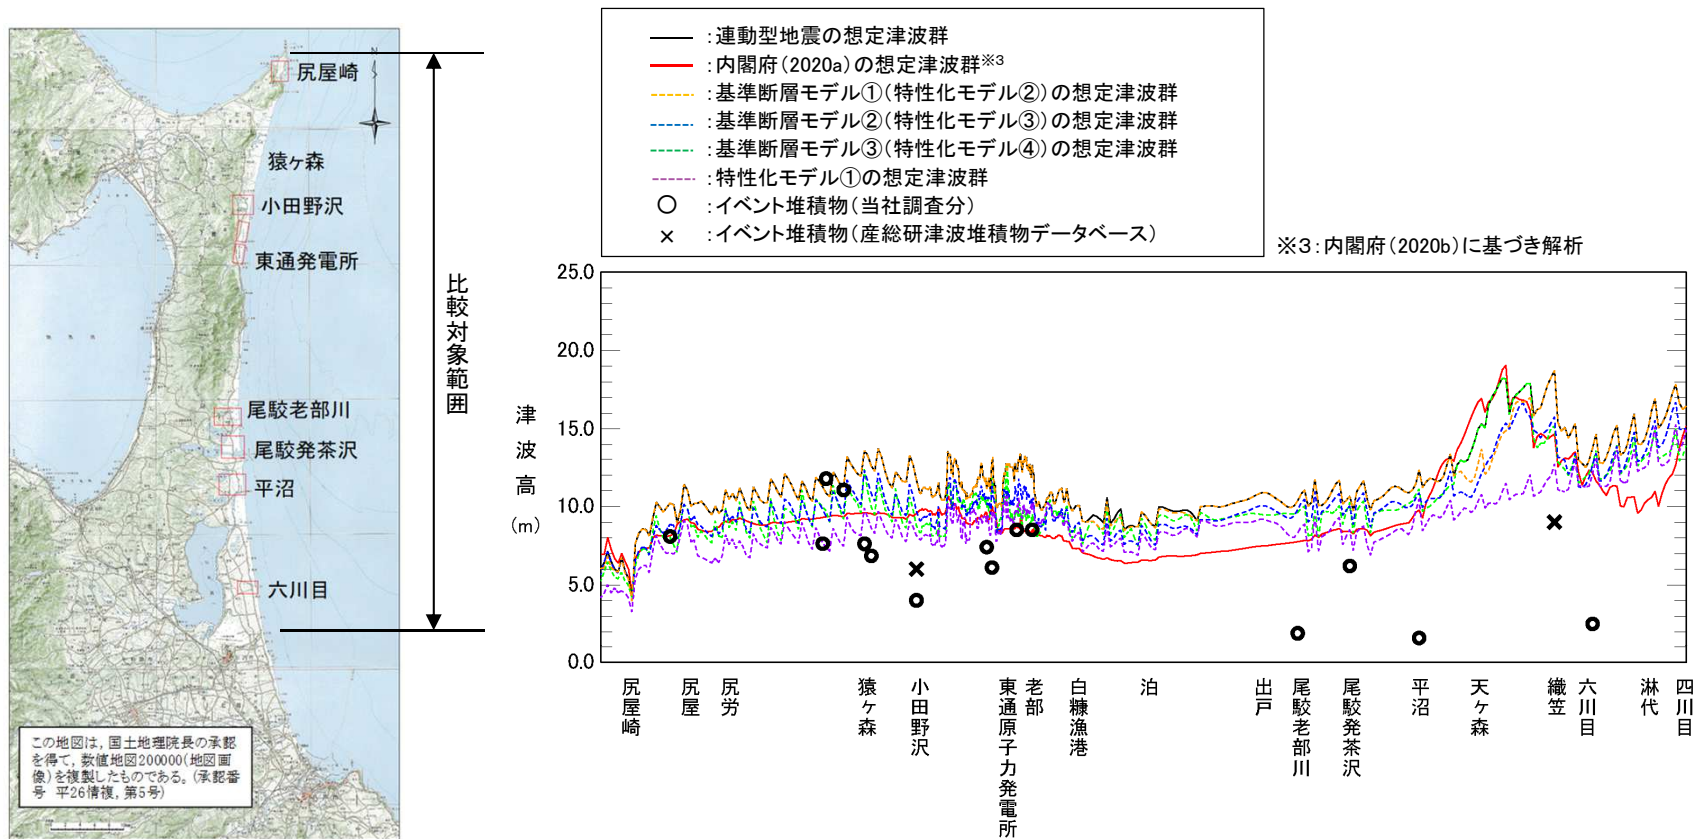 尻屋崎
猿ヶ森
小田野沢
東通発電所
尾駮老部川
尾駮発茶沢
平沼
六川目
比較対象範囲
この地図は，国土地理院長の承認
を得て，数値地図200000(地図画
像)を複製したものである。(承認番
号　平26情複，第5号)
：連動型地震の想定津波群
：内閣府(2020a)の想定津波群※3
：基準断層モデル①(特性化モデル②)の想定津波群
：基準断層モデル②(特性化モデル③)の想定津波群
：基準断層モデル③(特性化モデル④)の想定津波群
：特性化モデル①の想定津波群
：イベント堆積物(当社調査分)
：イベント堆積物(産総研津波堆積物データベース)
※3：内閣府(2020b)に基づき解析
津波高(m)
25.0
20.0
15.0
10.0
5.0
0.0
尻屋崎
尻屋
尻労
猿ヶ森
小田野沢
東通原子力発電所
老部
白糠漁港
泊
出戸
尾駮老部川
尾駮発茶沢
平沼
天ヶ森
織笠
六川目
淋代
四川目